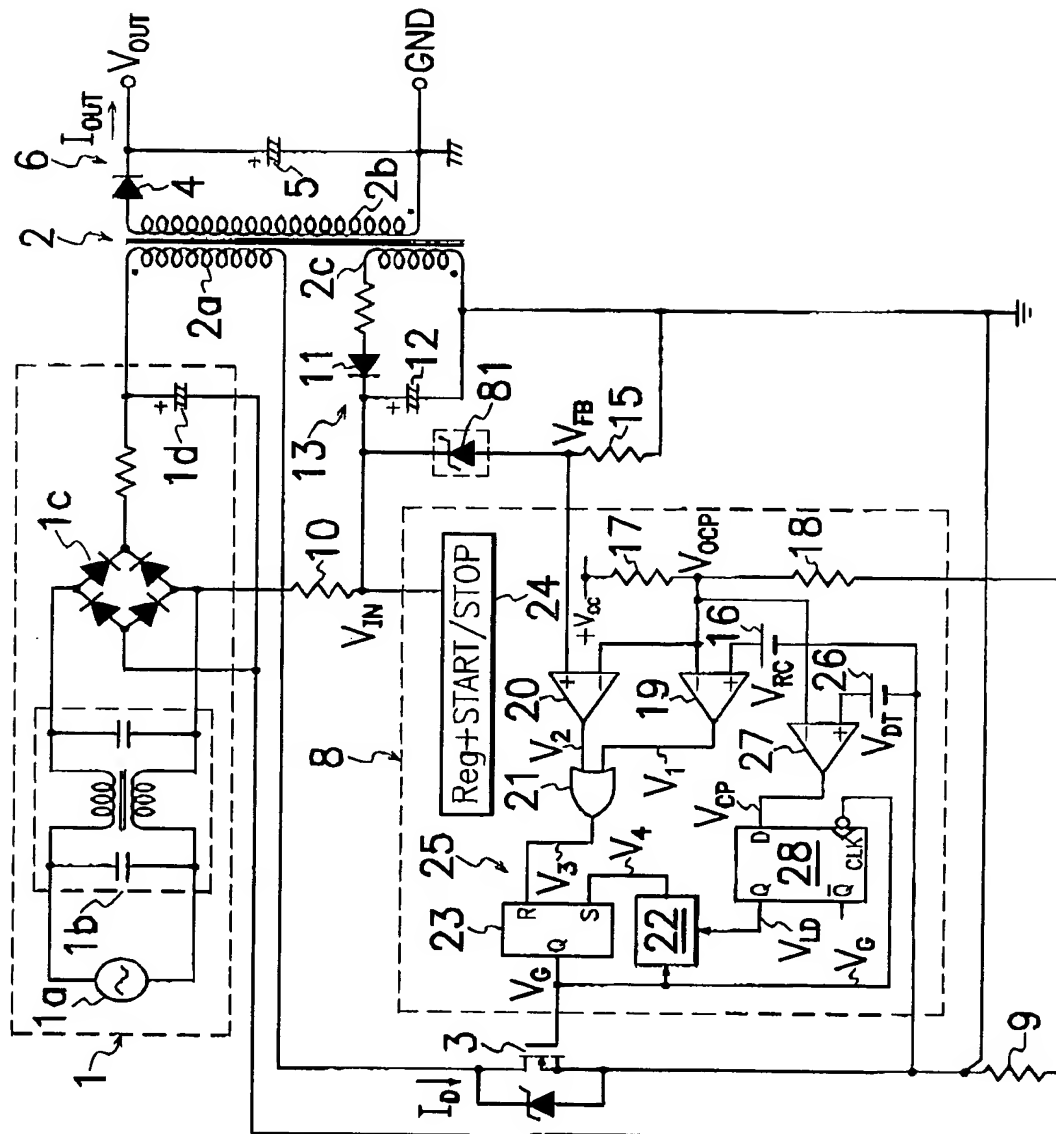 1
1a
1b
1c
1d
2
2a
2b
2c
6
4
5
I_OUT
V_OUT
GND
11
12
13
10
V_IN
81
V_FB
15
8
Reg+START/STOP
24
+V_CC
17
V_OCP
18
20
+
−
19
−
+
16
V_RC
V_2
V_1
21
V_3
25
23
R
S
Q
V_4
22
V_G
3
I_D
V_CP
27
−
+
26
V_DT
D
Q
28
CLK
Q̅
V_LD
V_G
9
+
+
+